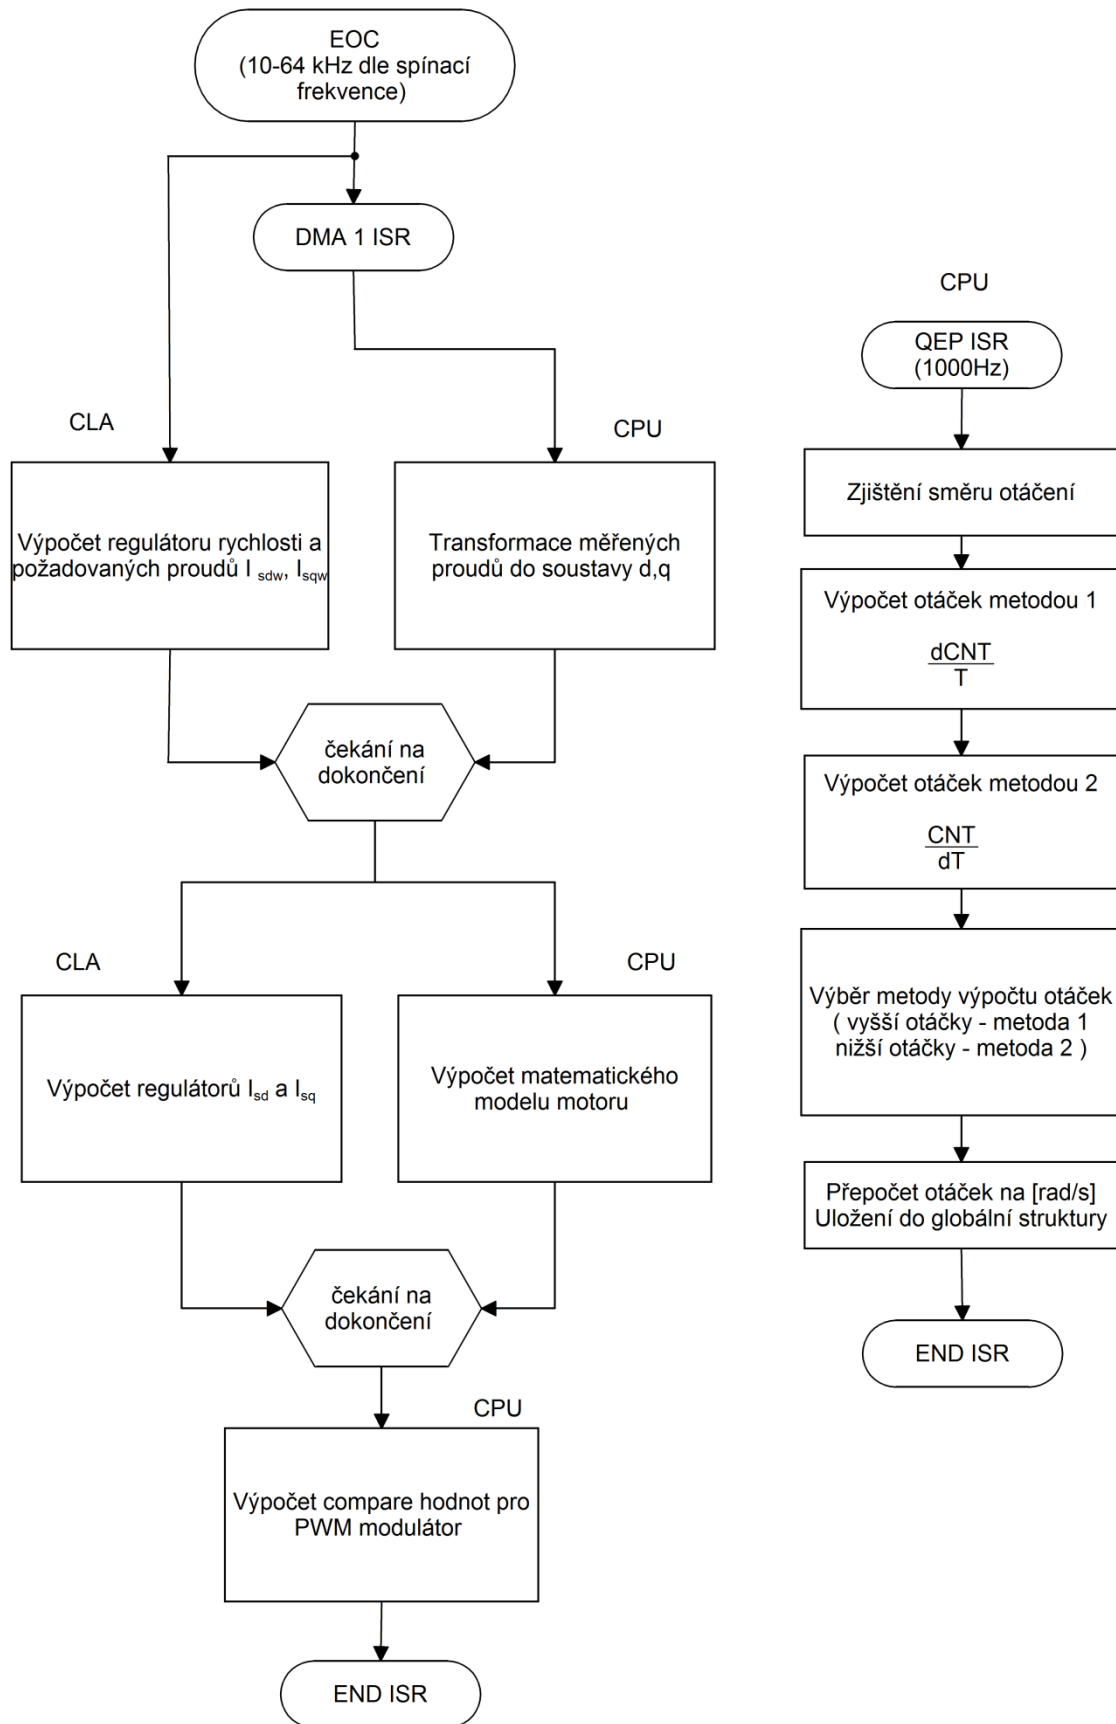 EOC
(10-64 kHz dle spínací
frekvence)
DMA 1 ISR
CLA
CPU
Výpočet regulátoru rychlosti a
požadovaných proudů I sdw, Isqw
Transformace měřených
proudů do soustavy d,q
čekání na
dokončení
CLA
CPU
Výpočet regulátorů Isd a Isq
Výpočet matematického
modelu motoru
čekání na
dokončení
CPU
Výpočet compare hodnot pro
PWM modulátor
END ISR
CPU
QEP ISR
(1000Hz)
Zjištění směru otáčení
Výpočet otáček metodou 1
dCNT
T
Výpočet otáček metodou 2
CNT
dT
Výběr metody výpočtu otáček
( vyšší otáčky - metoda 1
nižší otáčky - metoda 2 )
Přepočet otáček na [rad/s]
Uložení do globální struktury
END ISR